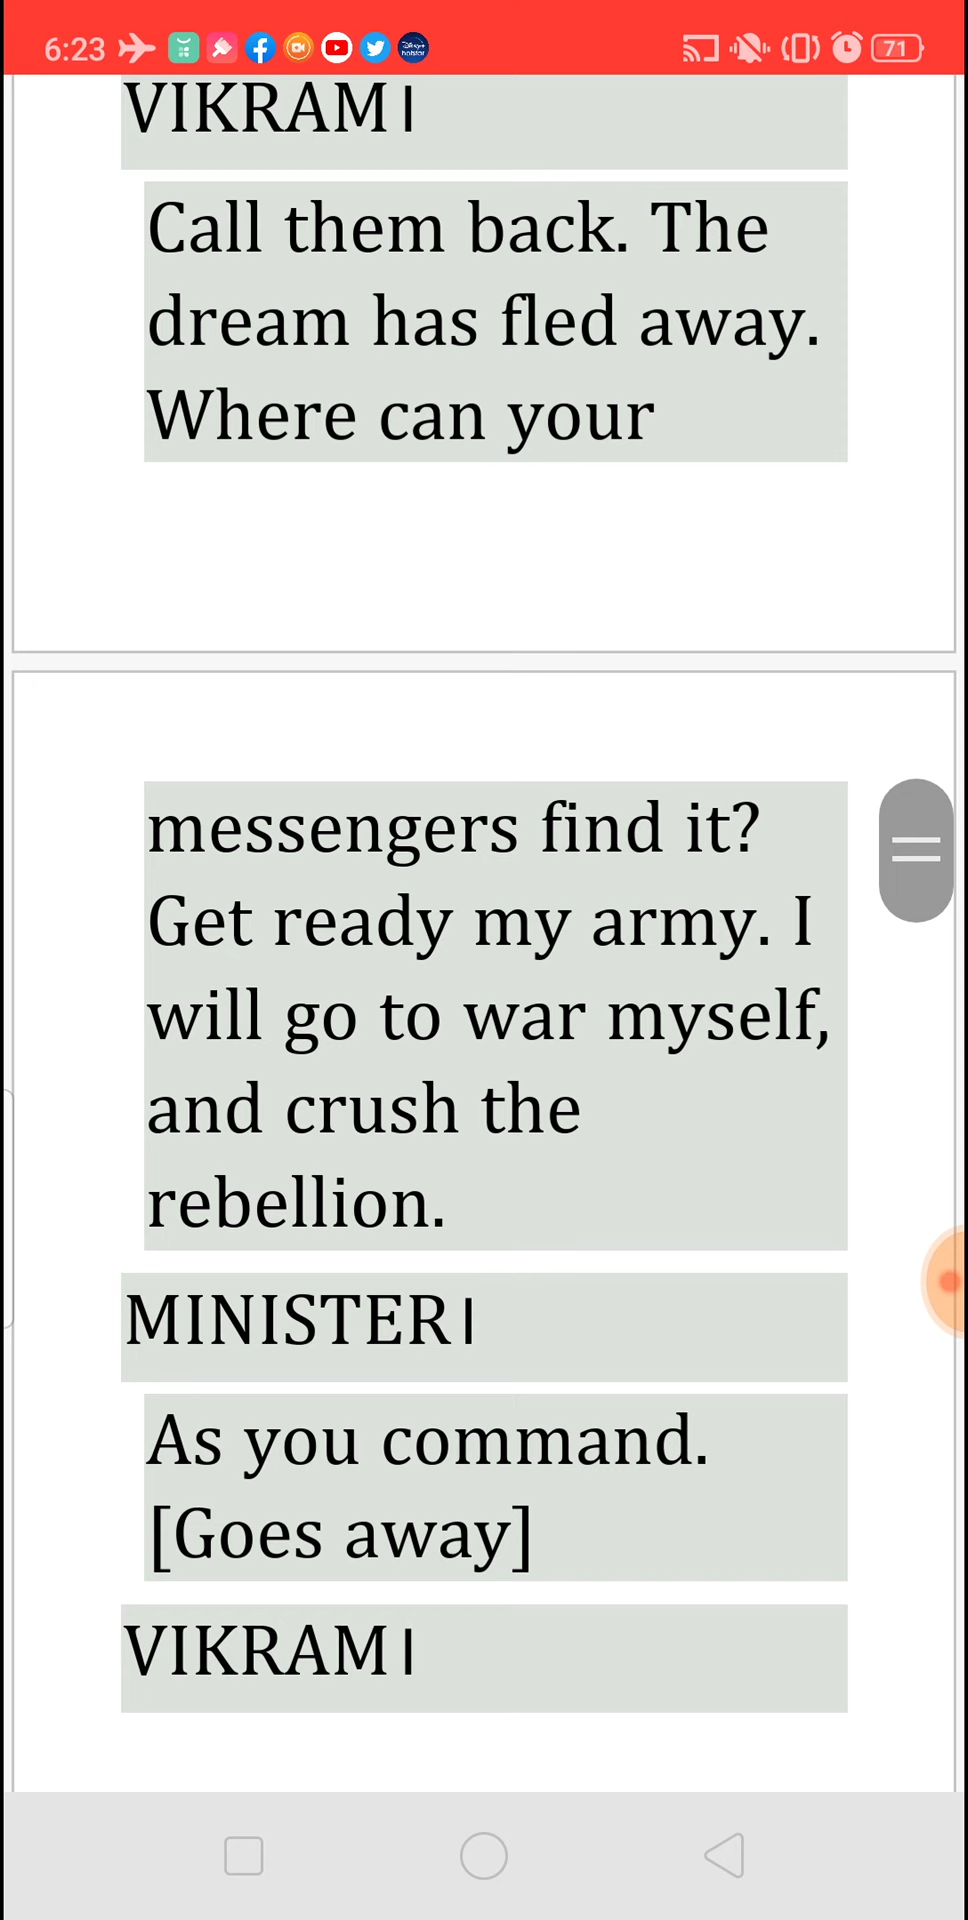 6:23
71
VIKRAM।
Call them back. The
dream has fled away.
Where can your
messengers find it?
Get ready my army. I
will go to war myself,
and crush the
rebellion.
MINISTER।
As you command.
[Goes away]
VIKRAM।